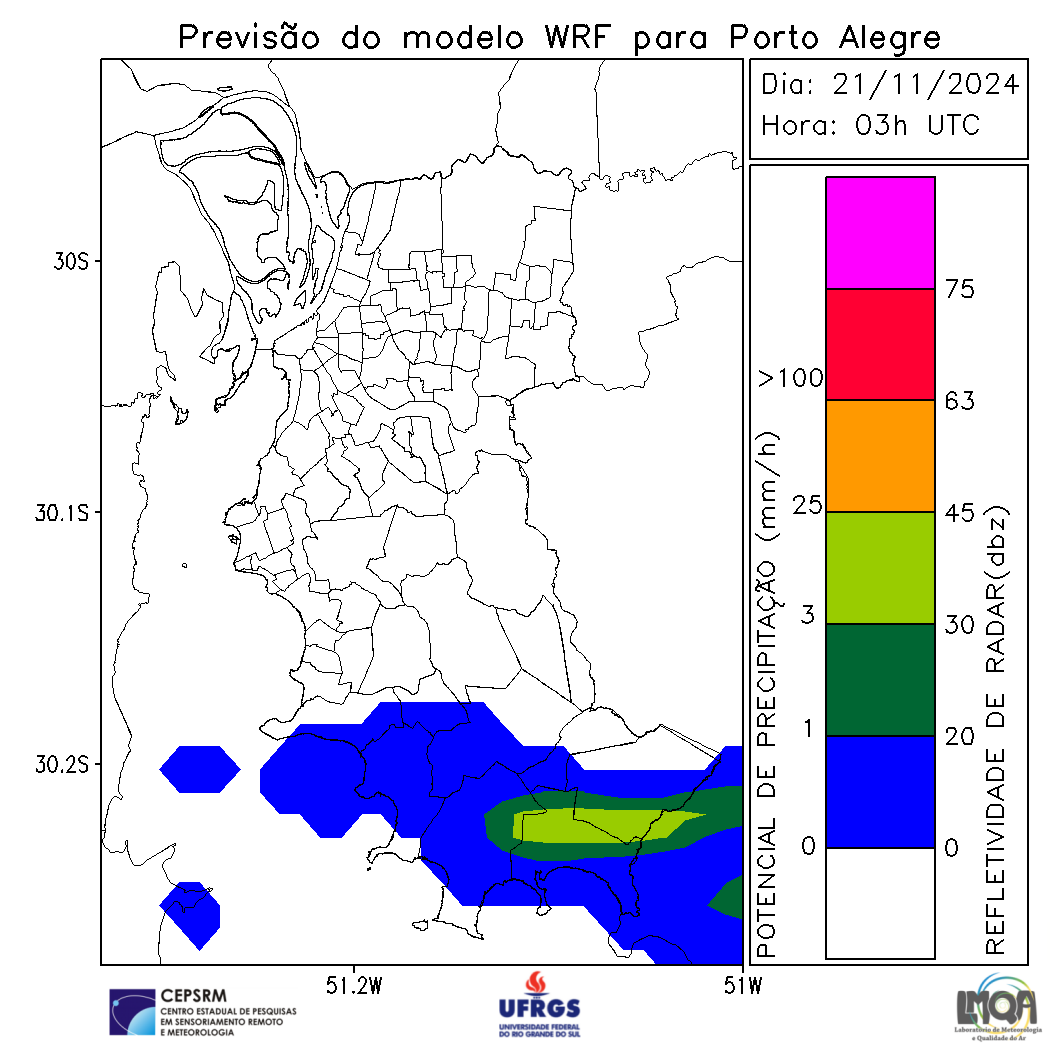 Previsão do modelo WRF para Porto Alegre
Dia: 21/11/2024
Hora: 03h UTC
30S
30.1S
30.2S
51.2W
51W
POTENCIAL DE PRECIPITAÇÃO (mm/h)
>100
25
3
1
0
75
63
45
30
20
0
REFLETIVIDADE DE RADAR(dbz)
CEPSRM
CENTRO ESTADUAL DE PESQUISAS
EM SENSORIAMENTO REMOTO
E METEOROLOGIA
UFRGS
UNIVERSIDADE FEDERAL
DO RIO GRANDE DO SUL
LMQA
Laboratório de Meteorologia
e Qualidade do Ar